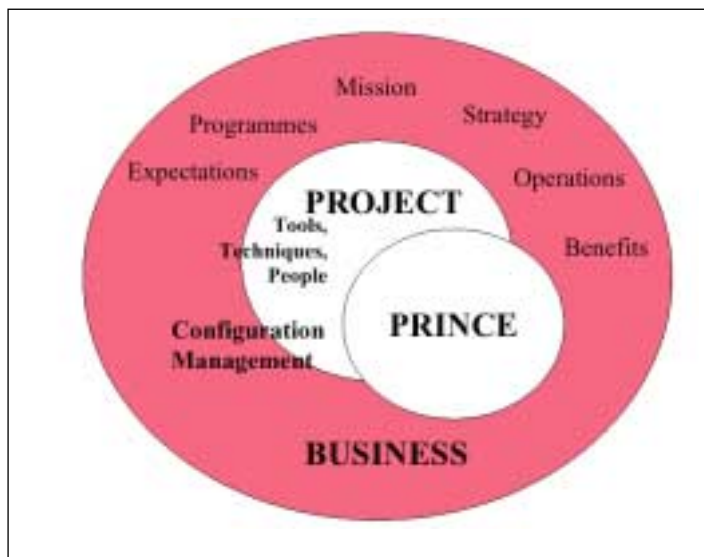 Mission
Programmes
Strategy
Expectations
Operations
PROJECT
Tools,
Techniques,
People
Benefits
Configuration
Management
PRINCE
BUSINESS